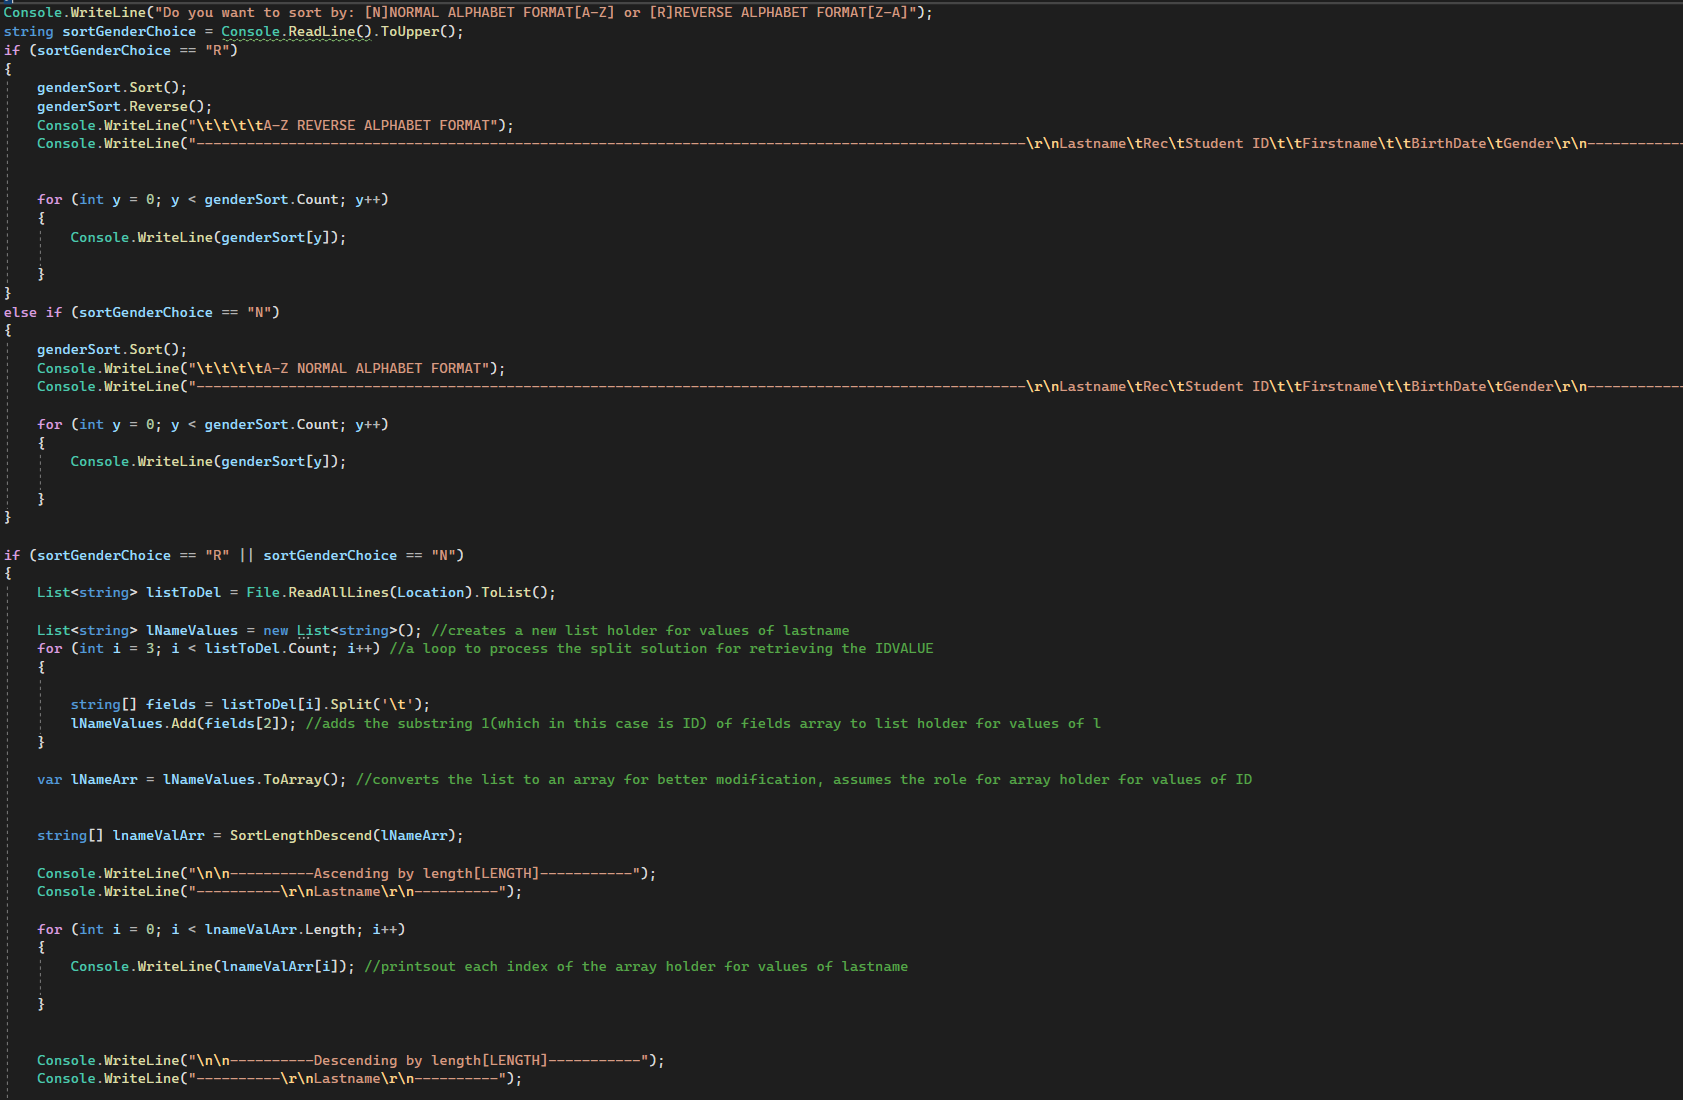 Console.WriteLine("Do you want to sort by: [N]NORMAL ALPHABET FORMAT[A-Z] or [R]REVERSE ALPHABET FORMAT[Z-A]");
string sortGenderChoice = Console.ReadLine().ToUpper();
if (sortGenderChoice == "R")
{
    genderSort.Sort();
    genderSort.Reverse();
    Console.WriteLine("\t\t\t\tA-Z REVERSE ALPHABET FORMAT");
    Console.WriteLine("---------------------------------------------------------------------------------------------------\r\nLastname\tRec\tStudent ID\t\tFirstname\t\tBirthDate\tGender\r\n------------
    for (int y = 0; y < genderSort.Count; y++)
    {
        Console.WriteLine(genderSort[y]);
    }
}
else if (sortGenderChoice == "N")
{
    genderSort.Sort();
    Console.WriteLine("\t\t\t\tA-Z NORMAL ALPHABET FORMAT");
    Console.WriteLine("---------------------------------------------------------------------------------------------------\r\nLastname\tRec\tStudent ID\t\tFirstname\t\tBirthDate\tGender\r\n------------
    for (int y = 0; y < genderSort.Count; y++)
    {
        Console.WriteLine(genderSort[y]);
    }
}
if (sortGenderChoice == "R" || sortGenderChoice == "N")
{
    List<string> listToDel = File.ReadAllLines(Location).ToList();
    List<string> lNameValues = new List<string>(); //creates a new list holder for values of lastname
    for (int i = 3; i < listToDel.Count; i++) //a loop to process the split solution for retrieving the IDVALUE
    {
        string[] fields = listToDel[i].Split('\t');
        lNameValues.Add(fields[2]); //adds the substring 1(which in this case is ID) of fields array to list holder for values of l
    }
    var lNameArr = lNameValues.ToArray(); //converts the list to an array for better modification, assumes the role for array holder for values of ID
    string[] lnameValArr = SortLengthDescend(lNameArr);
    Console.WriteLine("\n\n----------Ascending by length[LENGTH]-----------");
    Console.WriteLine("----------\r\nLastname\r\n----------");
    for (int i = 0; i < lnameValArr.Length; i++)
    {
        Console.WriteLine(lnameValArr[i]); //printsout each index of the array holder for values of lastname
    }
    Console.WriteLine("\n\n----------Descending by length[LENGTH]-----------");
    Console.WriteLine("----------\r\nLastname\r\n----------");